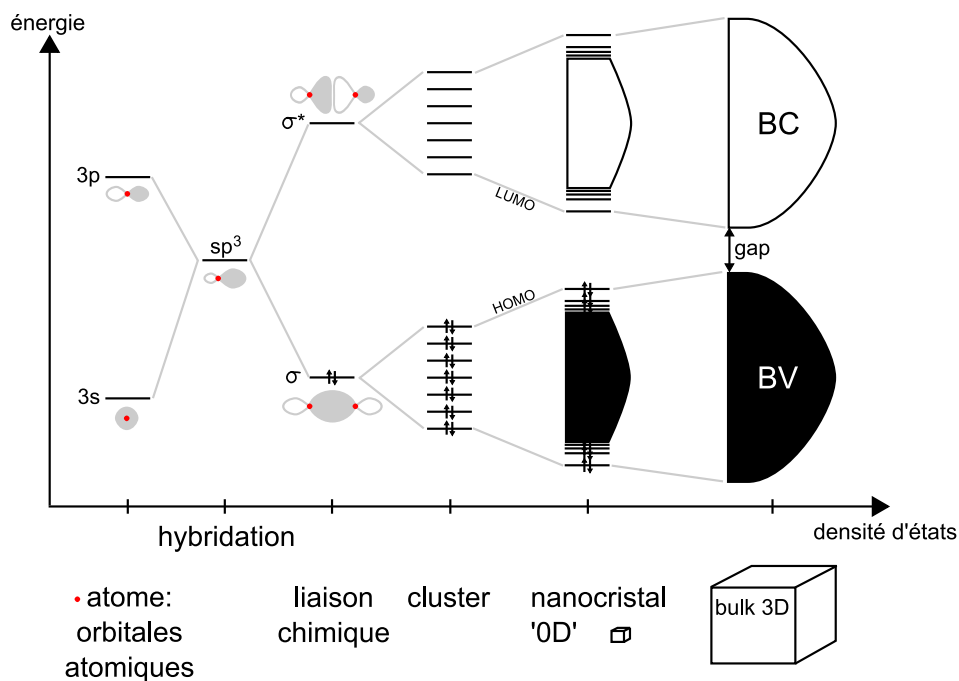 énergie
σ*
BC
3p
LUMO
sp³
gap
HOMO
σ
BV
3s
densité d'états
hybridation
atome:
orbitales
atomiques
liaison
chimique
cluster
nanocristal
'0D'
bulk 3D